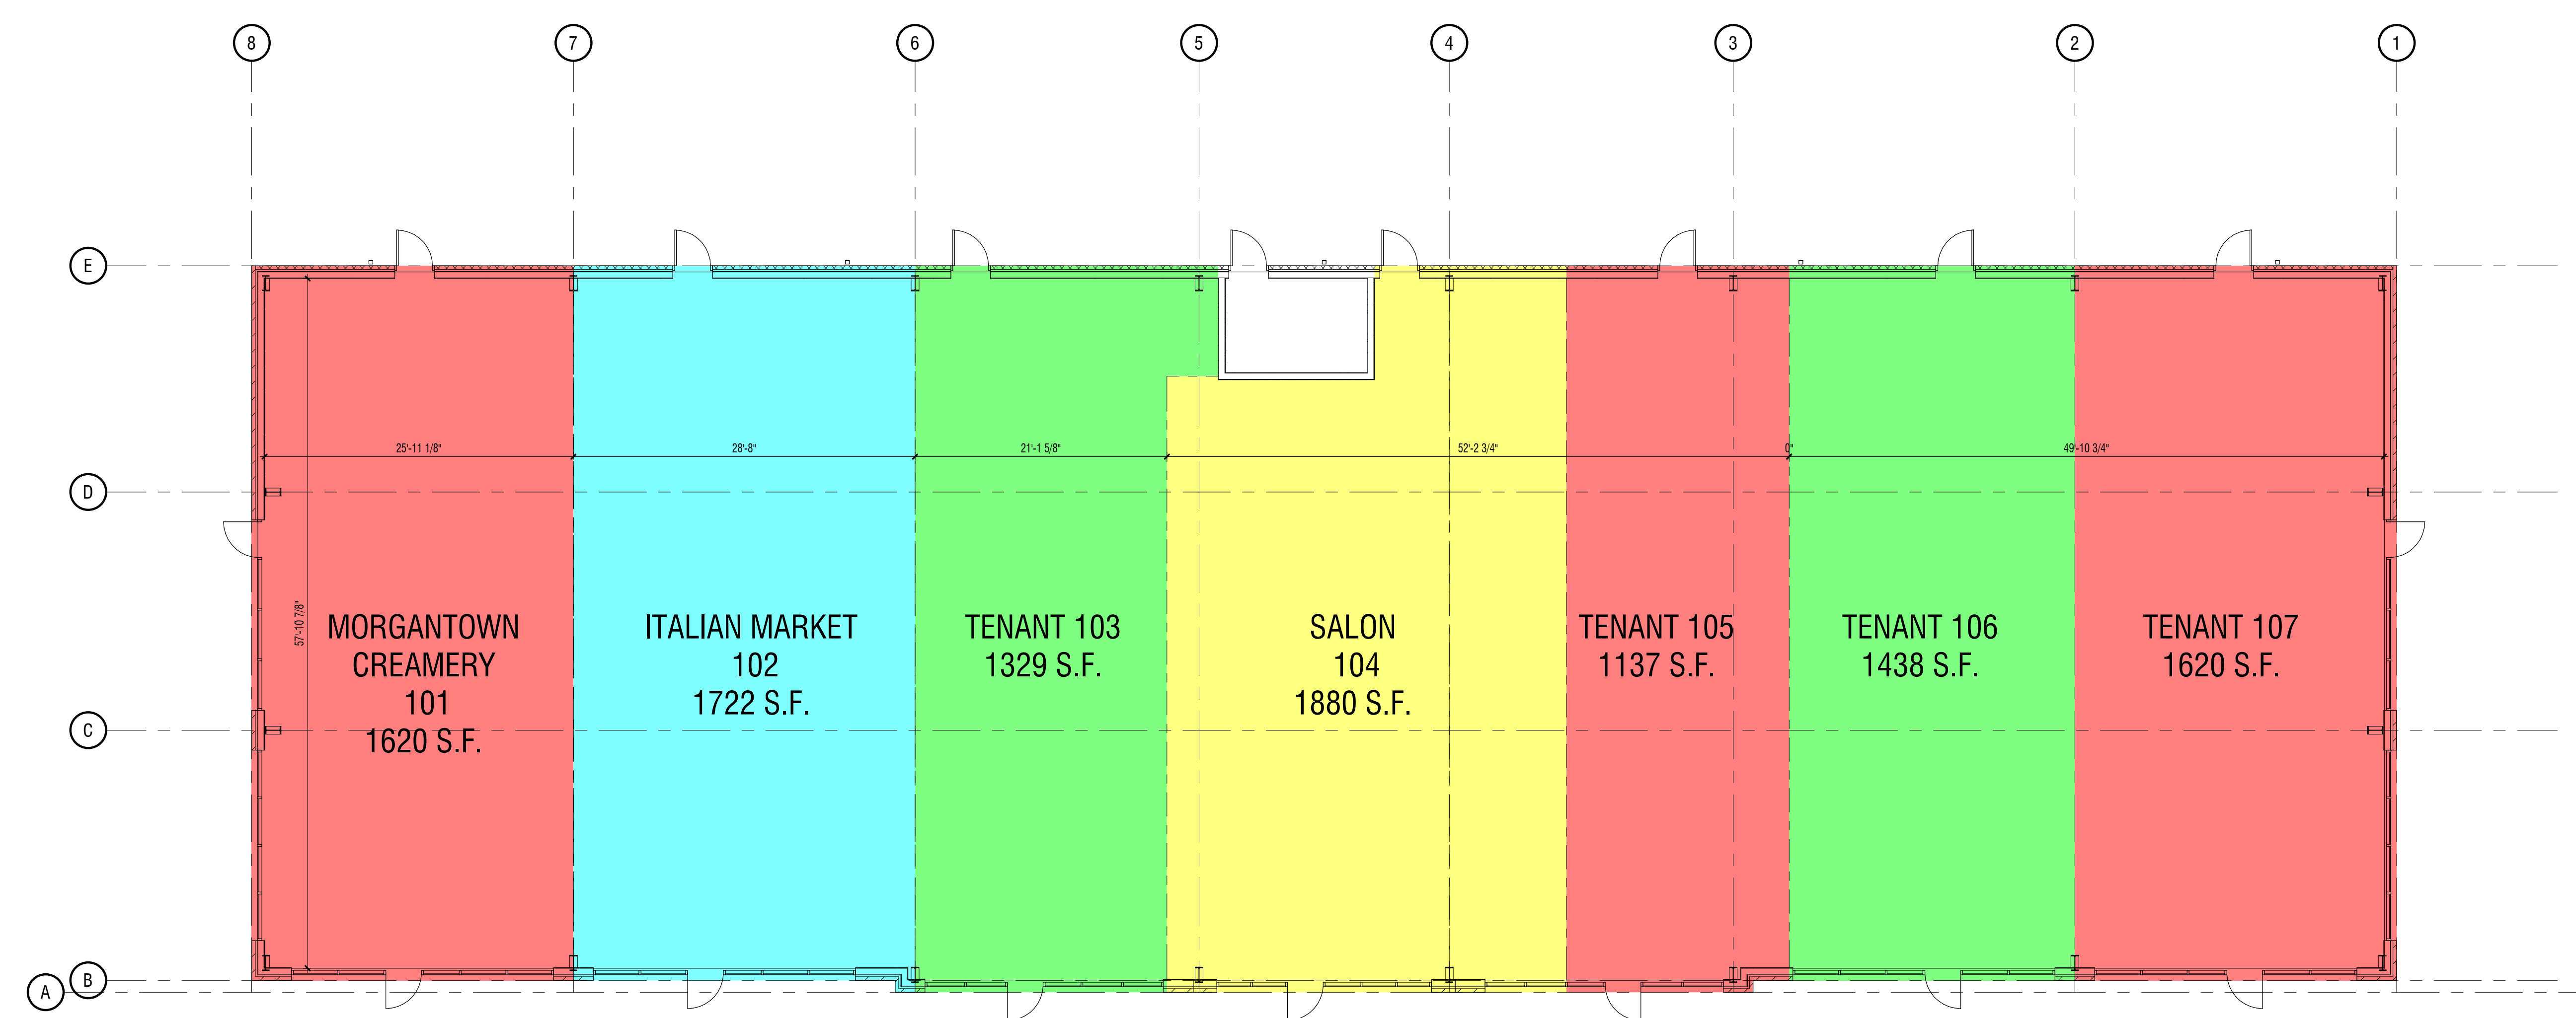 8
7
6
5
4
3
2
1
E
25'-11 1/8"
28'-8"
21'-1 5/8"
52'-2 3/4"
0"
49'-10 3/4"
D
57'-10 7/8"
MORGANTOWN
CREAMERY
101
1620 S.F.
ITALIAN MARKET
102
1722 S.F.
TENANT 103
1329 S.F.
SALON
104
1880 S.F.
TENANT 105
1137 S.F.
TENANT 106
1438 S.F.
TENANT 107
1620 S.F.
C
B
A